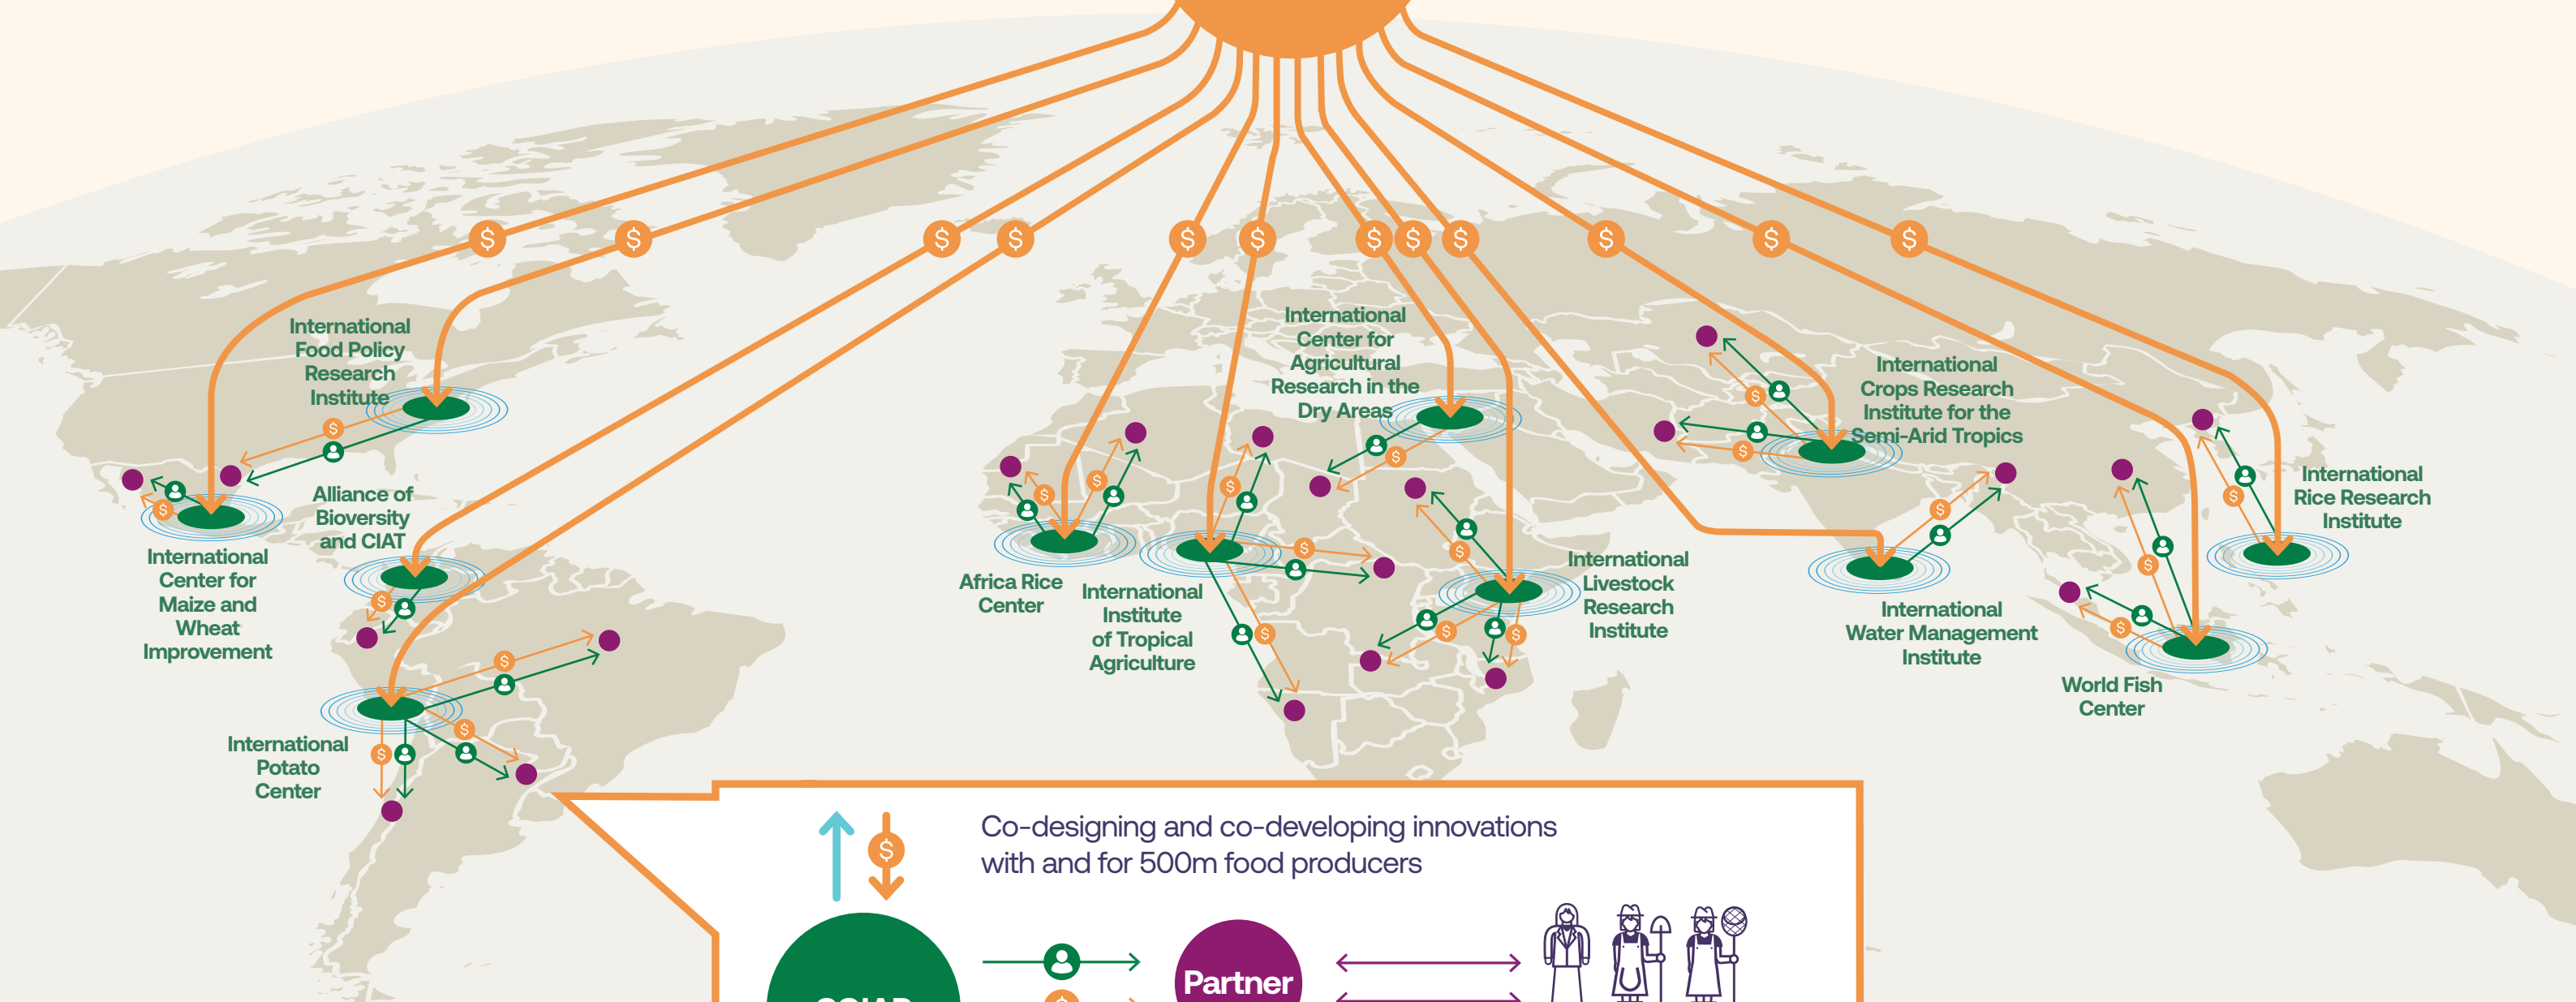 International
Food Policy
Research
Institute
International
Center for
Maize and
Wheat
Improvement
Alliance of
Bioversity
and CIAT
International
Potato
Center
Africa Rice
Center
International
Institute
of Tropical
Agriculture
International
Center for
Agricultural
Research in the
Dry Areas
International
Livestock
Research
Institute
International
Crops Research
Institute for the
Semi-Arid Tropics
International
Water Management
Institute
World Fish
Center
International
Rice Research
Institute
Co-designing and co-developing innovations
with and for 500m food producers
Partner